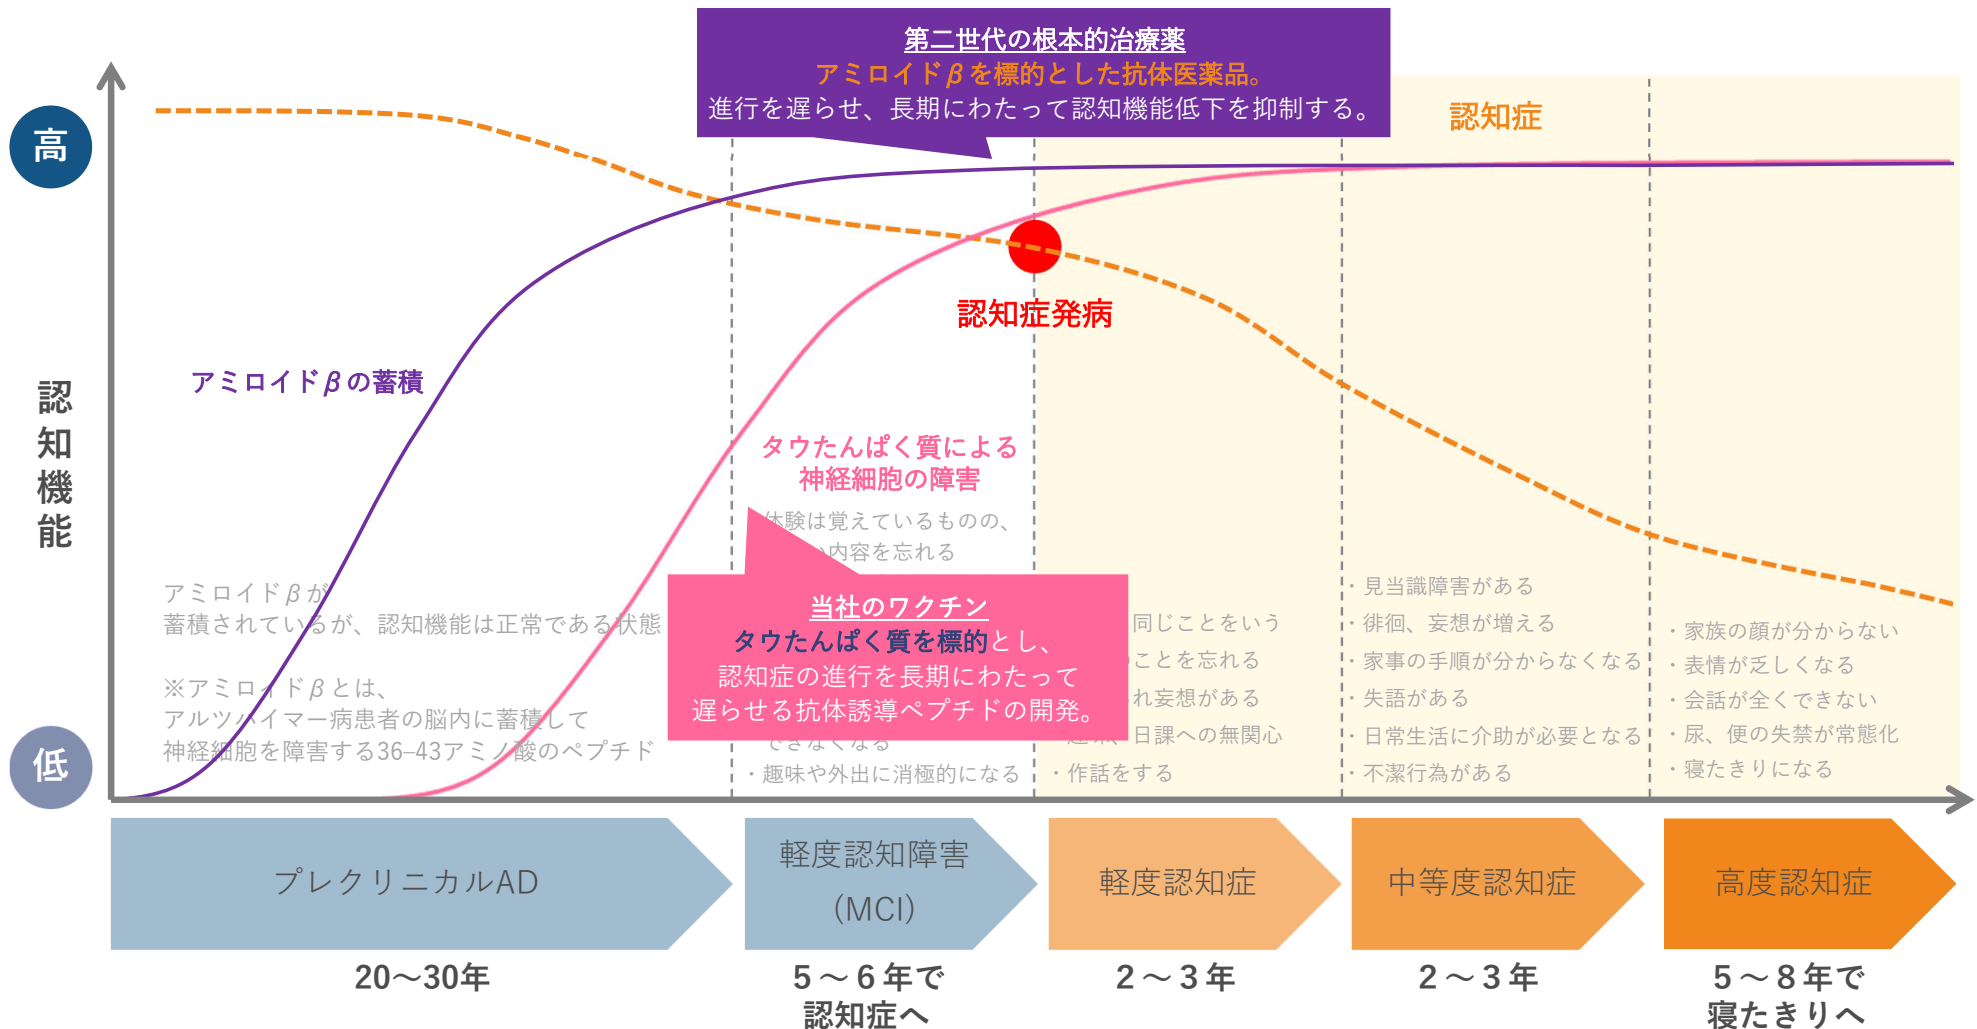 第二世代の根本的治療薬
アミロイドβを標的とした抗体医薬品。
進行を遅らせ、長期にわたって認知機能低下を抑制する。
認知症
高
認知症発病
アミロイドβの蓄積
認知機能
タウたんぱく質による
神経細胞の障害
体験は覚えているものの、
内容を忘れる
アミロイドβが
蓄積されているが、認知機能は正常である状態
※アミロイドβとは、
アルツハイマー病患者の脳内に蓄積して
神経細胞を障害する36–43アミノ酸のペプチド
当社のワクチン
タウたんぱく質を標的とし、
認知症の進行を長期にわたって
遅らせる抗体誘導ペプチドの開発。
できなくなる
・趣味や外出に消極的になる
同じことをいう
のことを忘れる
れ妄想がある
日課への無関心
・作話をする
・見当識障害がある
・徘徊、妄想が増える
・家事の手順が分からなくなる
・失語がある
・日常生活に介助が必要となる
・不潔行為がある
・家族の顔が分からない
・表情が乏しくなる
・会話が全くできない
・尿、便の失禁が常態化
・寝たきりになる
低
プレクリニカルAD
軽度認知障害
(MCI)
軽度認知症
中等度認知症
高度認知症
20～30年
5～6年で
認知症へ
2～3年
2～3年
5～8年で
寝たきりへ